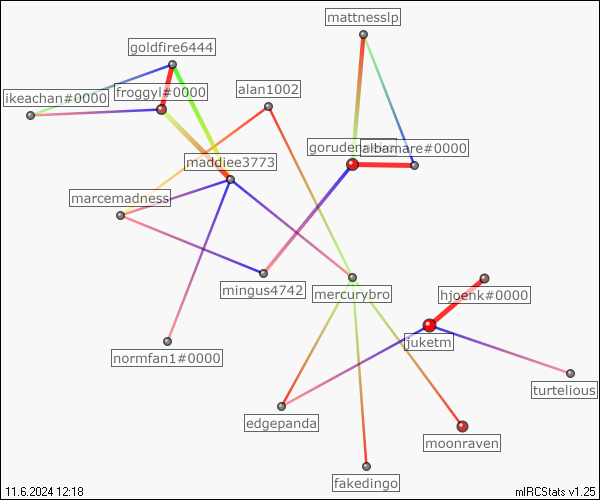 mattnesslp
goldfire6444
alan1002
ikeachan#0000
froggyl#0000
albarnare#0000
maddiee3773
marcemadness
mingus4742
mercurybro
hjoenk#0000
juketm
normfan1#0000
turtelious
edgepanda
moonraven
fakedingo
11.6.2024 12:18
mIRCStats v1.25